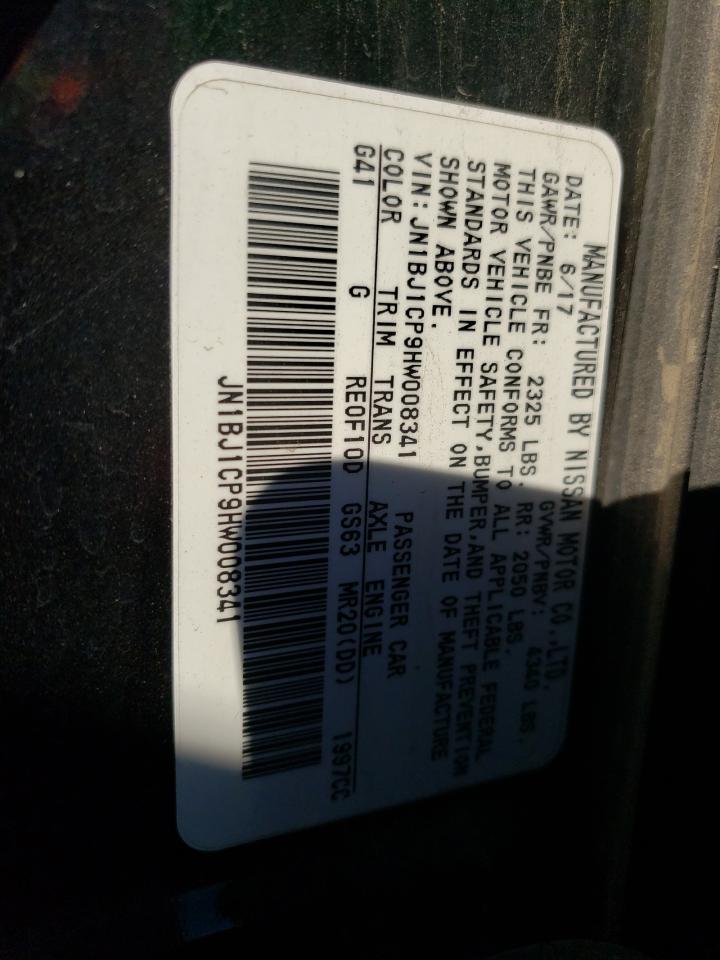 MANUFACTURED BY NISSAN MOTOR CO.,LTD.
DATE: 6/17 GVWR/PNBV: 4340 LBS.
GAWR/PNBE FR: 2325 LBS. RR: 2050 LBS.
THIS VEHICLE CONFORMS TO ALL APPLICABLE FEDERAL
MOTOR VEHICLE SAFETY,BUMPER,AND THEFT PREVENTION
STANDARDS IN EFFECT ON THE DATE OF MANUFACTURE
SHOWN ABOVE.
VIN: JN1BJ1CP9HW008341 PASSENGER CAR
COLOR TRIM TRANS AXLE ENGINE
G41 G RE0F10D GS63 MR20(DD) 1997CC
JN1BJ1CP9HW008341